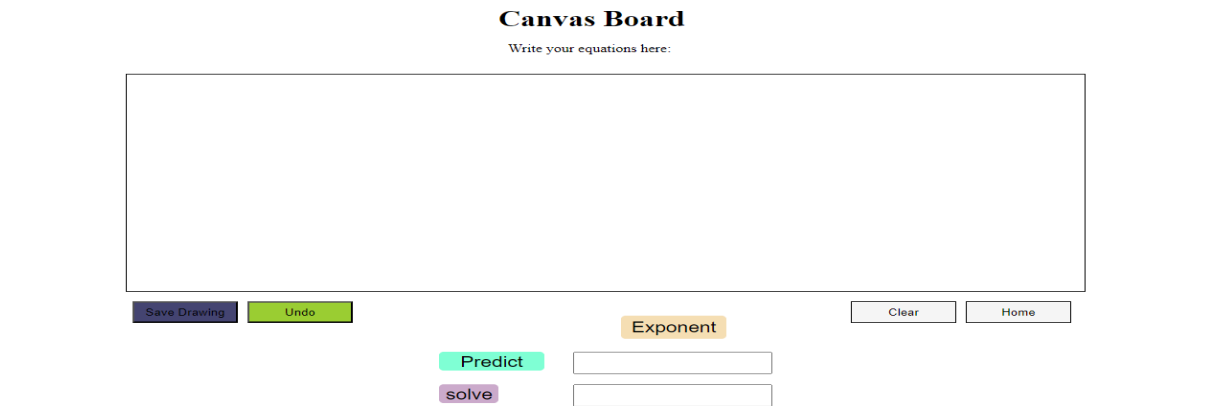 Canvas Board
Write your equations here:
Save Drawing
Undo
Clear
Home
Exponent
Predict
solve